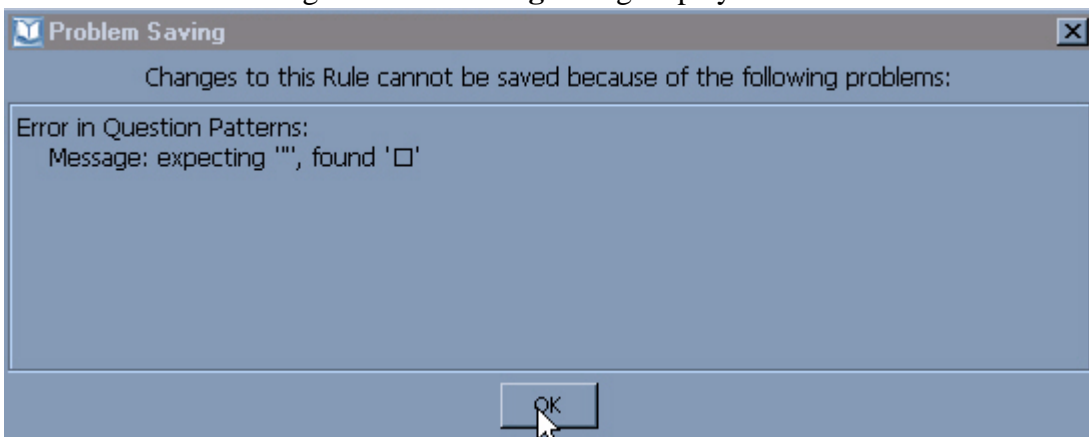 Problem Saving
Changes to this Rule cannot be saved because of the following problems:
Error in Question Patterns:
Message: expecting '"', found '□'
OK